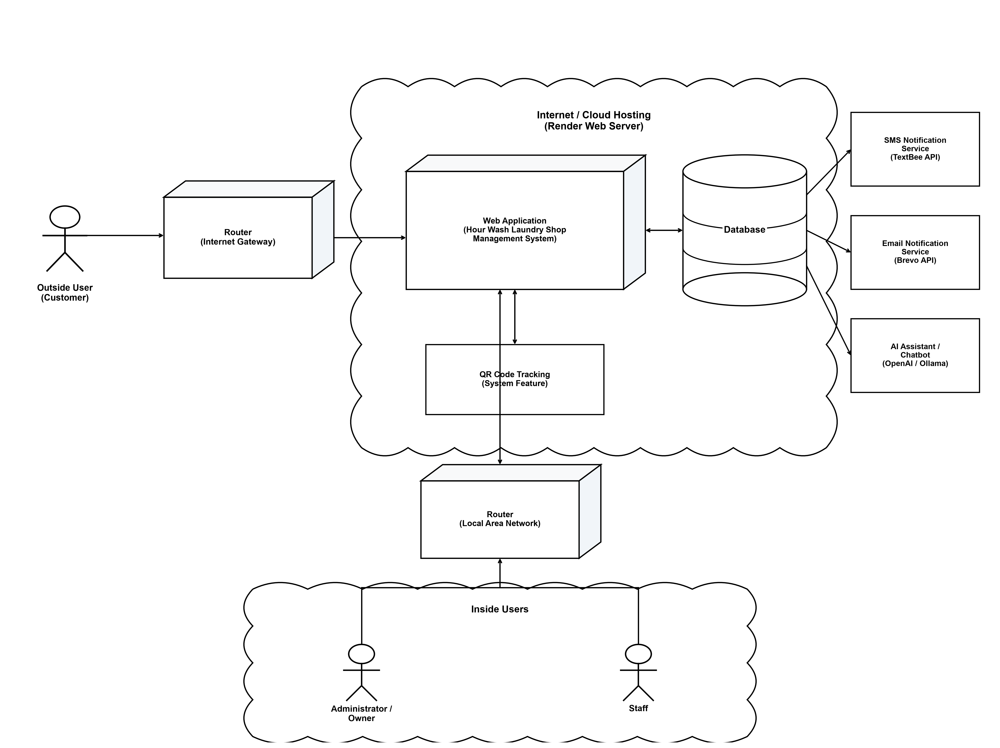 Internet / Cloud Hosting
(Render Web Server)
SMS Notification
Service
(TextBee API)
Web Application
(Hour Wash Laundry Shop
Management System)
Database
Router
(Internet Gateway)
Email Notification
Service
(Brevo API)
Outside User
(Customer)
AI Assistant /
Chatbot
(OpenAI / Ollama)
QR Code Tracking
(System Feature)
Router
(Local Area Network)
Inside Users
Administrator /
Owner
Staff